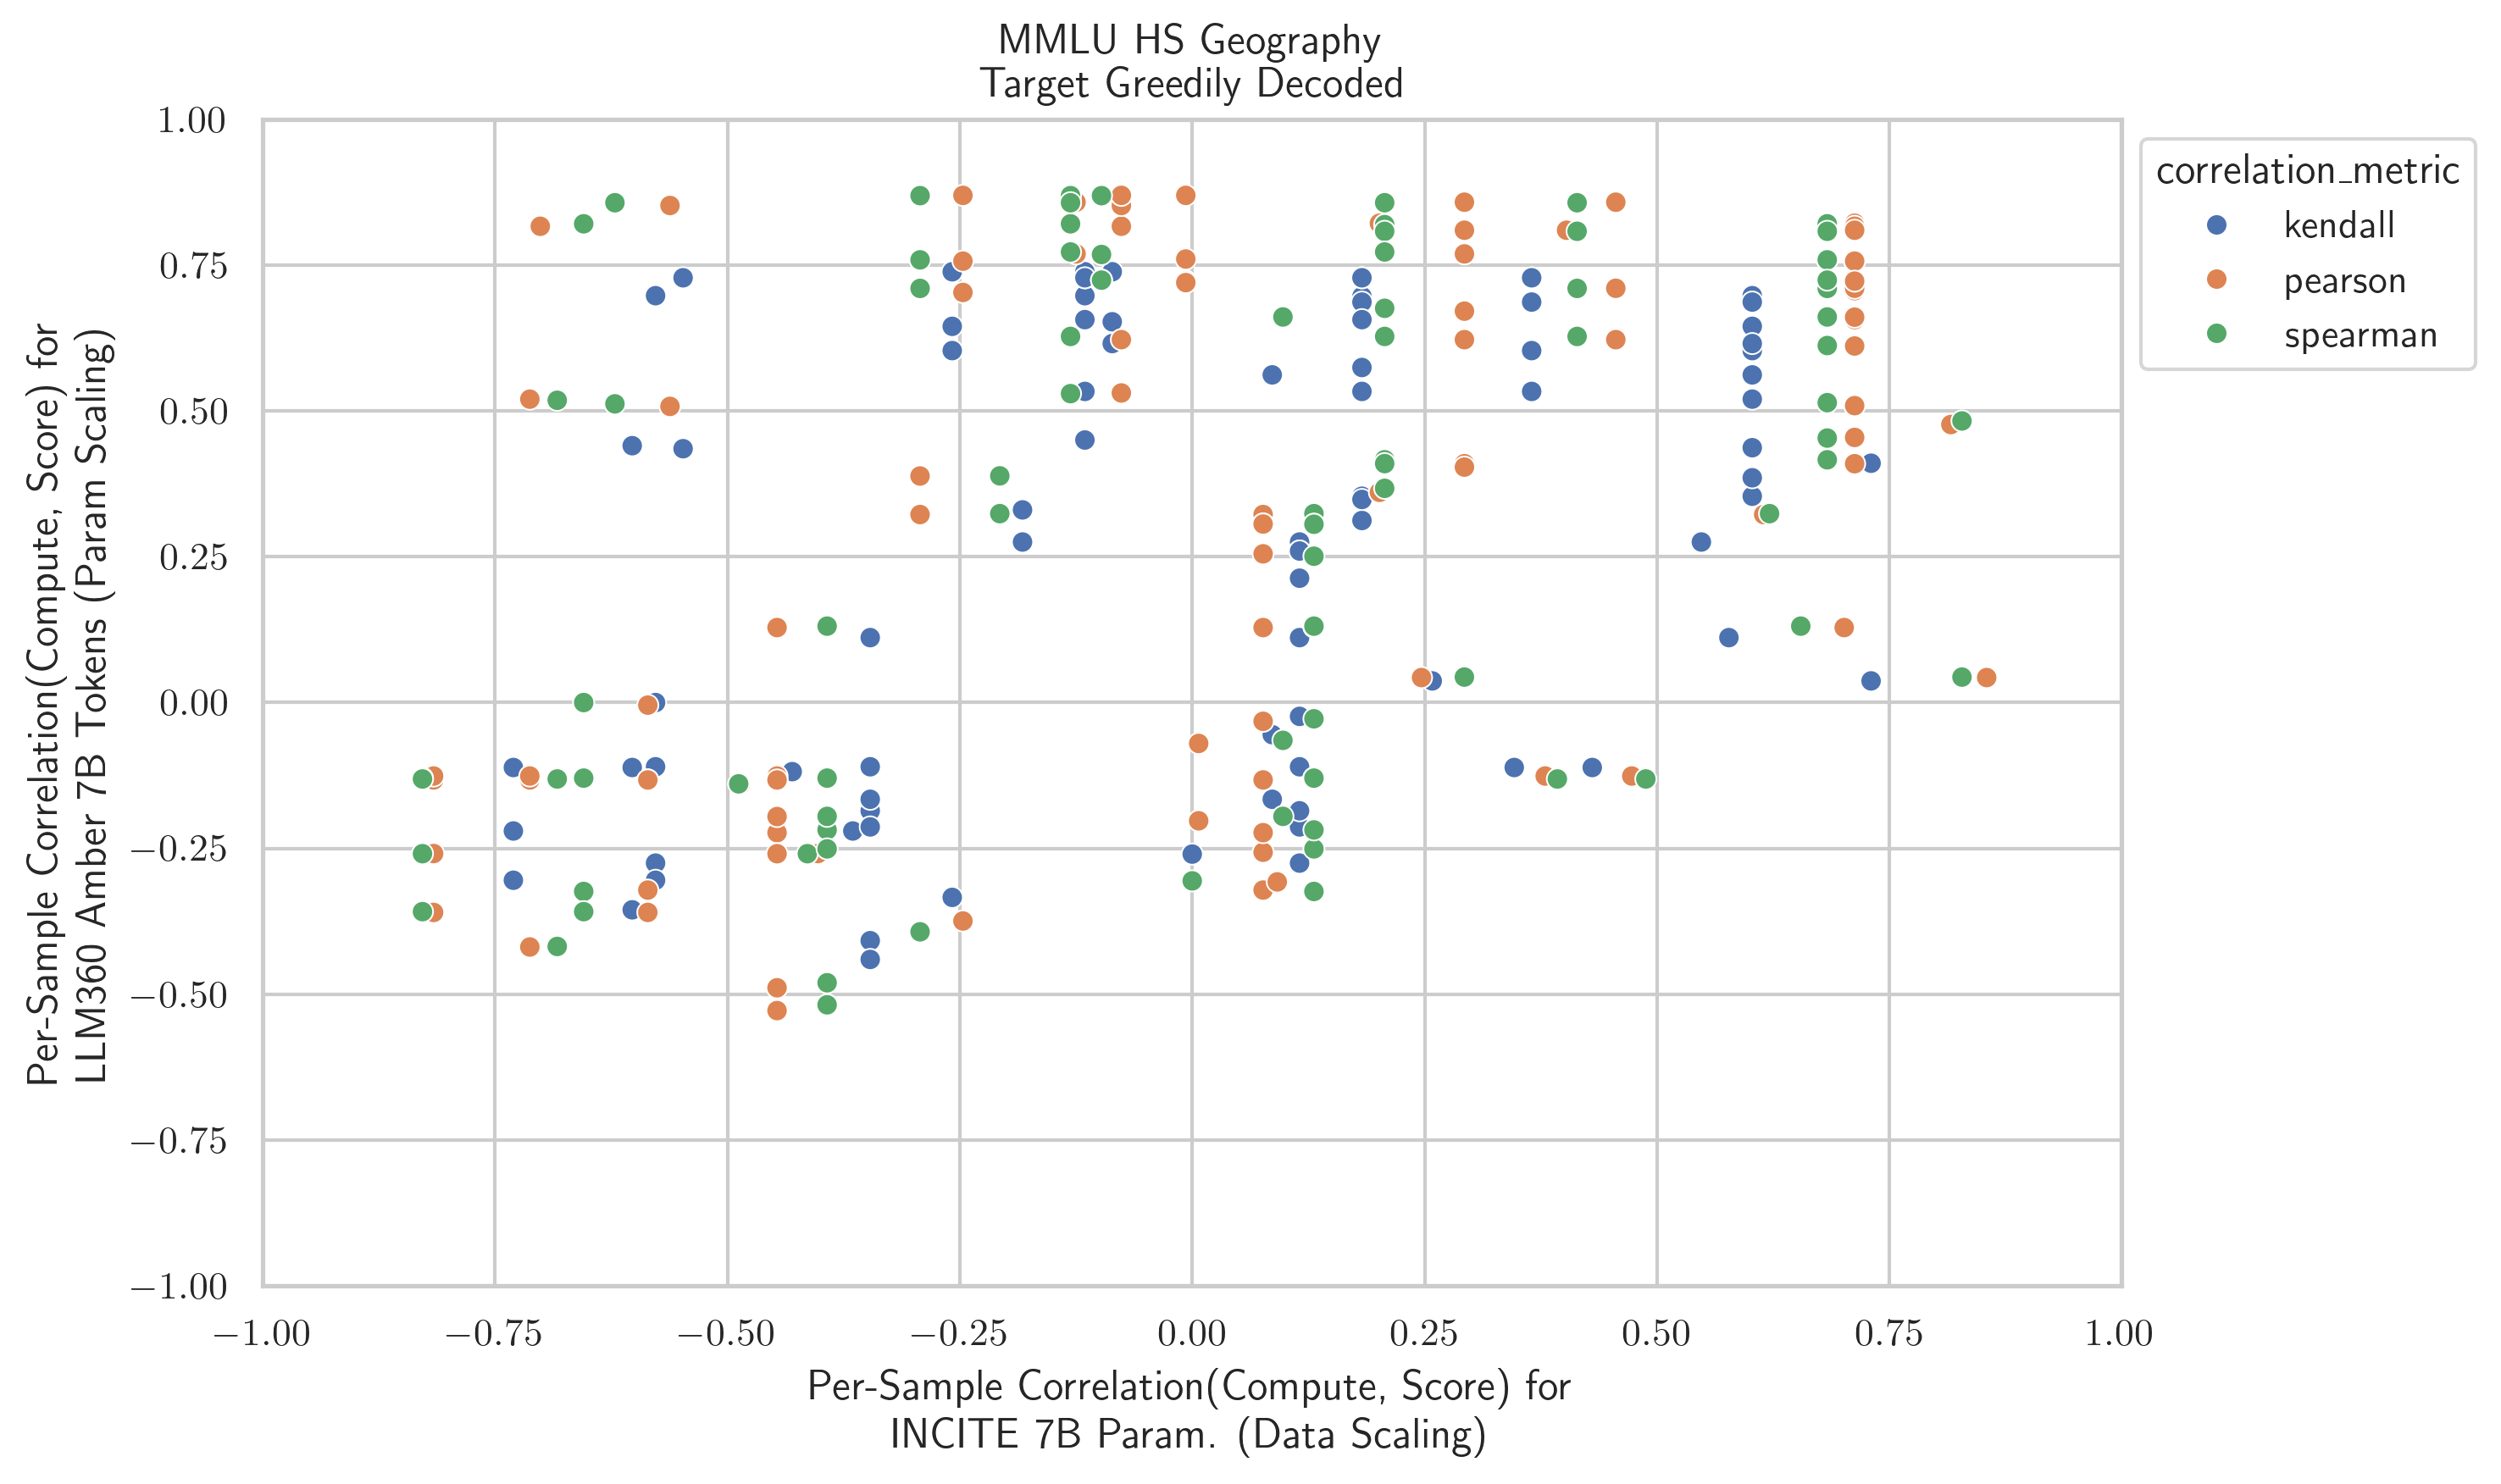 MMLU HS Geography
Target Greedily Decoded
Per-Sample Correlation(Compute, Score) for
LLM360 Amber 7B Tokens (Param Scaling)
1.00
0.75
0.50
0.25
0.00
−0.25
−0.50
−0.75
−1.00
−1.00 −0.75 −0.50 −0.25 0.00 0.25 0.50 0.75 1.00
Per-Sample Correlation(Compute, Score) for
INCITE 7B Param. (Data Scaling)
correlation_metric
kendall
pearson
spearman